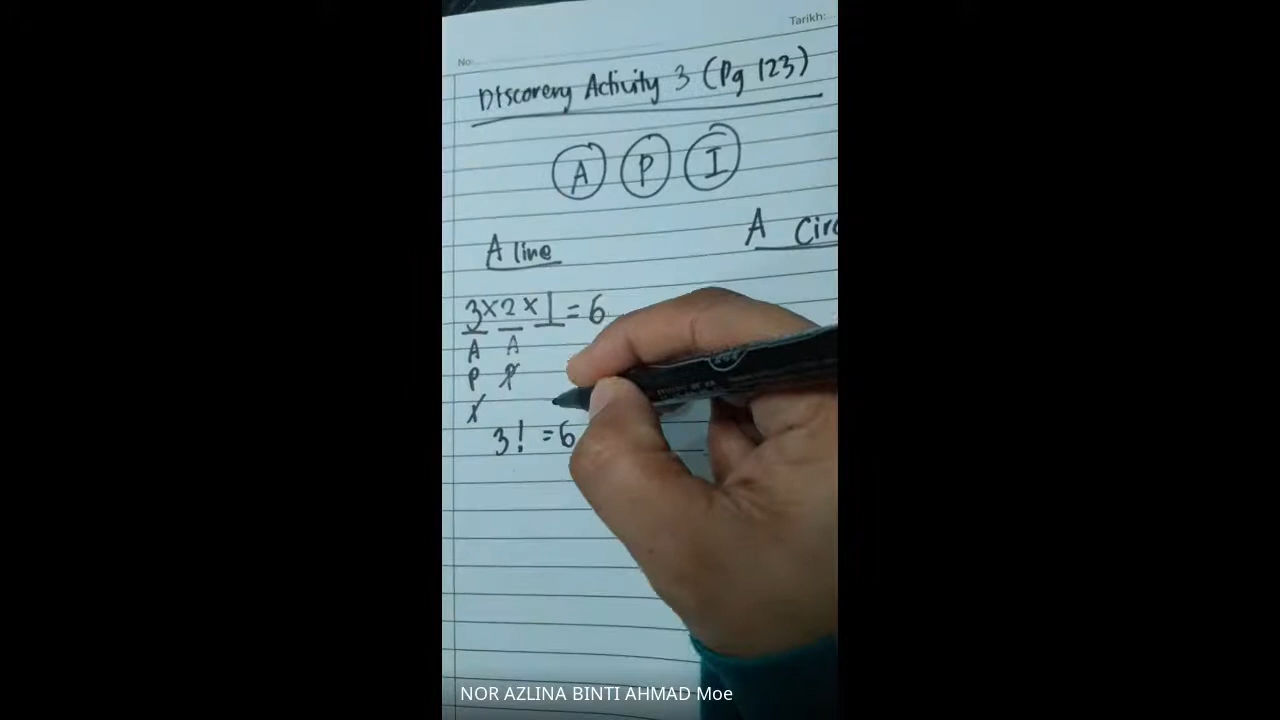 No:
Tarikh:
Discovery Activity 3 (Pg 123)
A P I
A line
A Circ
3 × 2 × 1 = 6
A A
P P
I
3! = 6
NOR AZLINA BINTI AHMAD Moe